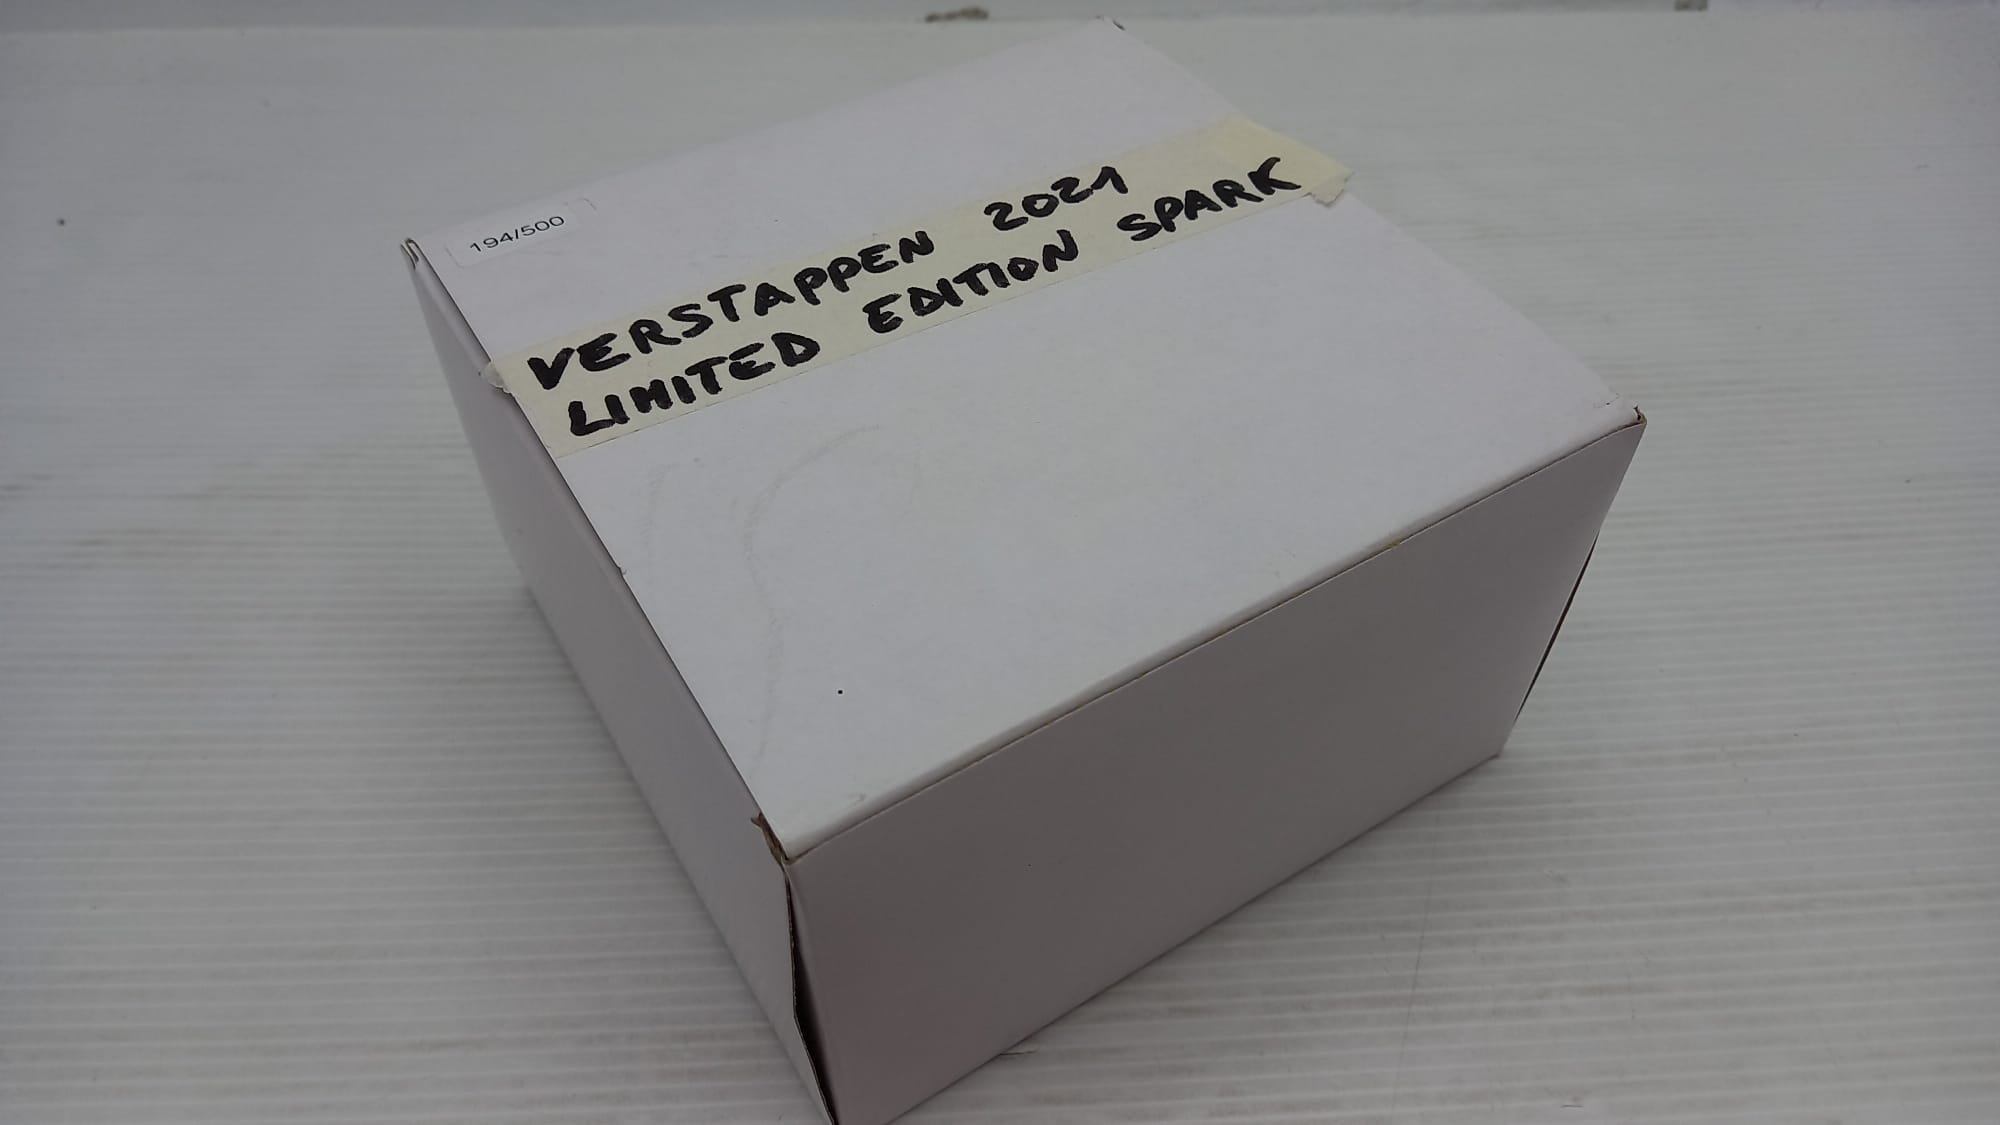 194/500
VERSTAPPEN 2021
LIMITED EDITION SPARK